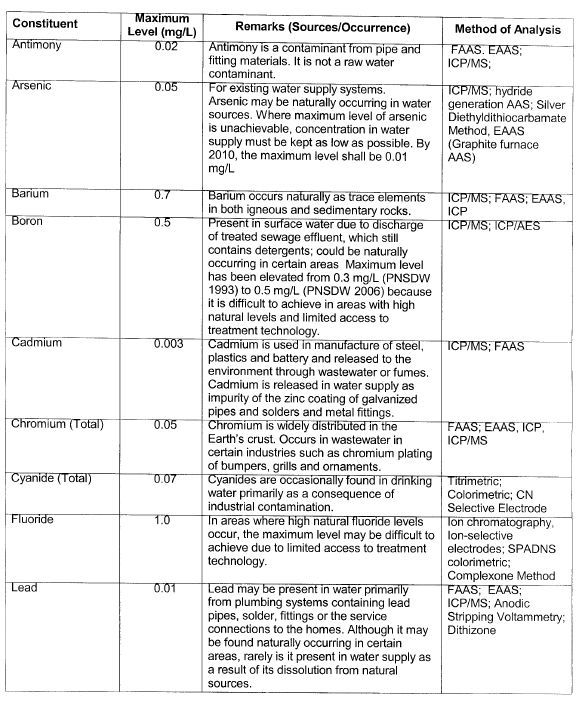 Constituent
Maximum
Level (mg/L)
Remarks (Sources/Occurrence)
Method of Analysis
Antimony
0.02
Antimony is a contaminant from pipe and
fitting materials. It is not a raw water
contaminant.
FAAS. EAAS;
ICP/MS;
Arsenic
0.05
For existing water supply systems.
Arsenic may be naturally occurring in water
sources. Where maximum level of arsenic
is unachievable, concentration in water
supply must be kept as low as possible. By
2010, the maximum level shall be 0.01
mg/L
ICP/MS; hydride
generation AAS; Silver
Diethyldithiocarbamate
Method, EAAS
(Graphite furnace
AAS)
Barium
0.7
Barium occurs naturally as trace elements
in both igneous and sedimentary rocks.
ICP/MS; FAAS; EAAS,
ICP
Boron
0.5
Present in surface water due to discharge
of treated sewage effluent, which still
contains detergents; could be naturally
occurring in certain areas Maximum level
has been elevated from 0.3 mg/L (PNSDW
1993) to 0.5 mg/L (PNSDW 2006) because
it is difficult to achieve in areas with high
natural levels and limited access to
treatment technology.
ICP/MS; ICP/AES
Cadmium
0.003
Cadmium is used in manufacture of steel,
plastics and battery and released to the
environment through wastewater or fumes.
Cadmium is released in water supply as
impurity of the zinc coating of galvanized
pipes and solders and metal fittings.
ICP/MS; FAAS
Chromium (Total)
0.05
Chromium is widely distributed in the
Earth's crust. Occurs in wastewater in
certain industries such as chromium plating
of bumpers, grills and ornaments.
FAAS; EAAS, ICP,
ICP/MS
Cyanide (Total)
0.07
Cyanides are occasionally found in drinking
water primarily as a consequence of
industrial contamination.
Titrimetric;
Colorimetric; CN
Selective Electrode
Fluoride
1.0
In areas where high natural fluoride levels
occur, the maximum level may be difficult to
achieve due to limited access to treatment
technology.
Ion chromatography,
Ion-selective
electrodes; SPADNS
colorimetric;
Complexone Method
Lead
0.01
Lead may be present in water primarily
from plumbing systems containing lead
pipes, solder, fittings or the service
connections to the homes. Although it may
be found naturally occurring in certain
areas, rarely is it present in water supply as
a result of its dissolution from natural
sources.
FAAS; EAAS;
ICP/MS; Anodic
Stripping Voltammetry;
Dithizone